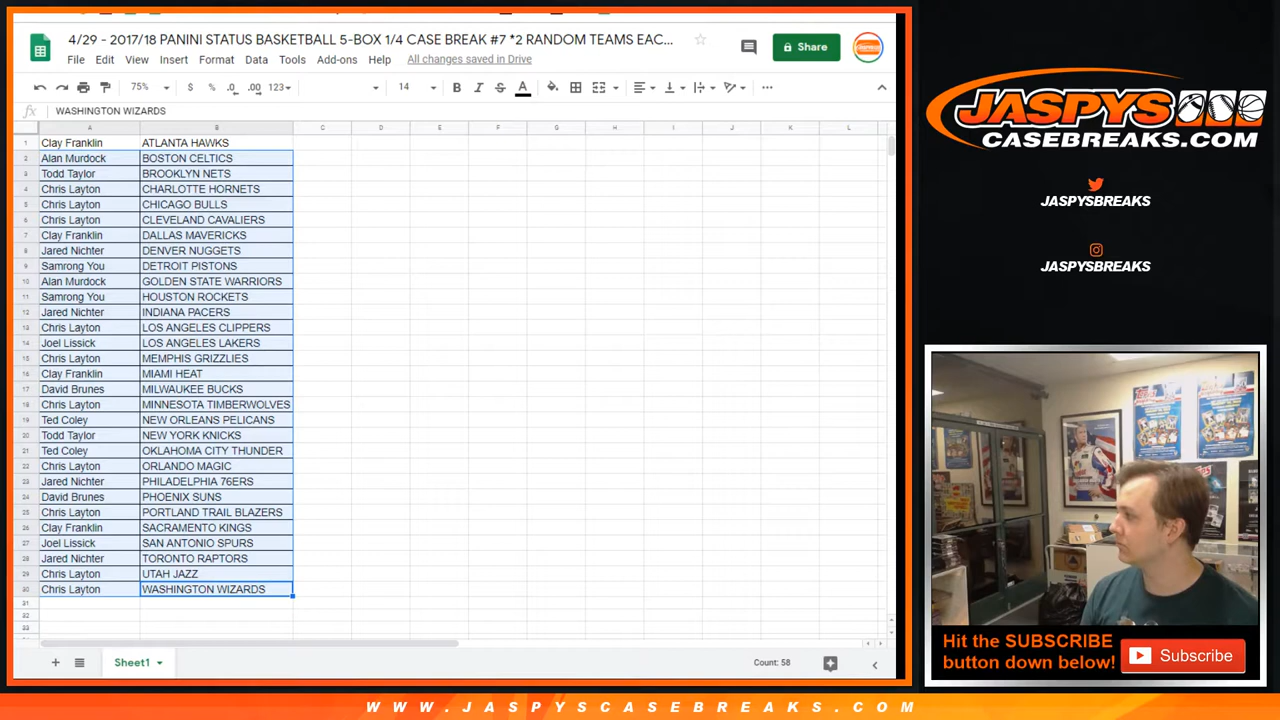 4/29 - 2017/18 PANINI STATUS BASKETBALL 5-BOX 1/4 CASE BREAK #7 *2 RANDOM TEAMS EAC...
File Edit View Insert Format Data Tools Add-ons Help All changes saved in Drive
Share
75% $ % .0 .00 123 14 B I S A
fx WASHINGTON WIZARDS
A B C D E F G H I J K L
1 Clay Franklin ATLANTA HAWKS
2 Alan Murdock BOSTON CELTICS
3 Todd Taylor BROOKLYN NETS
4 Chris Layton CHARLOTTE HORNETS
5 Chris Layton CHICAGO BULLS
6 Chris Layton CLEVELAND CAVALIERS
7 Clay Franklin DALLAS MAVERICKS
8 Jared Nichter DENVER NUGGETS
9 Samrong You DETROIT PISTONS
10 Alan Murdock GOLDEN STATE WARRIORS
11 Samrong You HOUSTON ROCKETS
12 Jared Nichter INDIANA PACERS
13 Chris Layton LOS ANGELES CLIPPERS
14 Joel Lissick LOS ANGELES LAKERS
15 Chris Layton MEMPHIS GRIZZLIES
16 Clay Franklin MIAMI HEAT
17 David Brunes MILWAUKEE BUCKS
18 Chris Layton MINNESOTA TIMBERWOLVES
19 Ted Coley NEW ORLEANS PELICANS
20 Todd Taylor NEW YORK KNICKS
21 Ted Coley OKLAHOMA CITY THUNDER
22 Chris Layton ORLANDO MAGIC
23 Jared Nichter PHILADELPHIA 76ERS
24 David Brunes PHOENIX SUNS
25 Chris Layton PORTLAND TRAIL BLAZERS
26 Clay Franklin SACRAMENTO KINGS
27 Joel Lissick SAN ANTONIO SPURS
28 Jared Nichter TORONTO RAPTORS
29 Chris Layton UTAH JAZZ
30 Chris Layton WASHINGTON WIZARDS
31
32
33
Sheet1
Count: 58
JASPYS
CASEBREAKS.COM
JASPYSBREAKS
JASPYSBREAKS
Hit the SUBSCRIBE
button down below!
Subscribe
WWW.JASPYSCASEBREAKS.COM